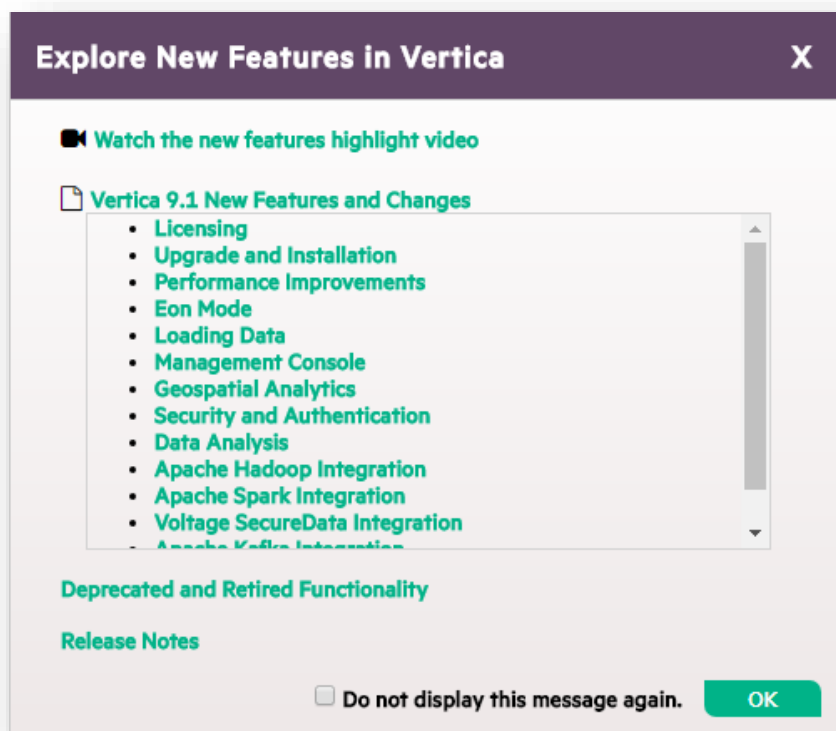 Explore New Features in Vertica X
Watch the new features highlight video
Vertica 9.1 New Features and Changes
• Licensing
• Upgrade and Installation
• Performance Improvements
• Eon Mode
• Loading Data
• Management Console
• Geospatial Analytics
• Security and Authentication
• Data Analysis
• Apache Hadoop Integration
• Apache Spark Integration
• Voltage SecureData Integration
• Apache Kafka Integration
Deprecated and Retired Functionality
Release Notes
Do not display this message again. OK